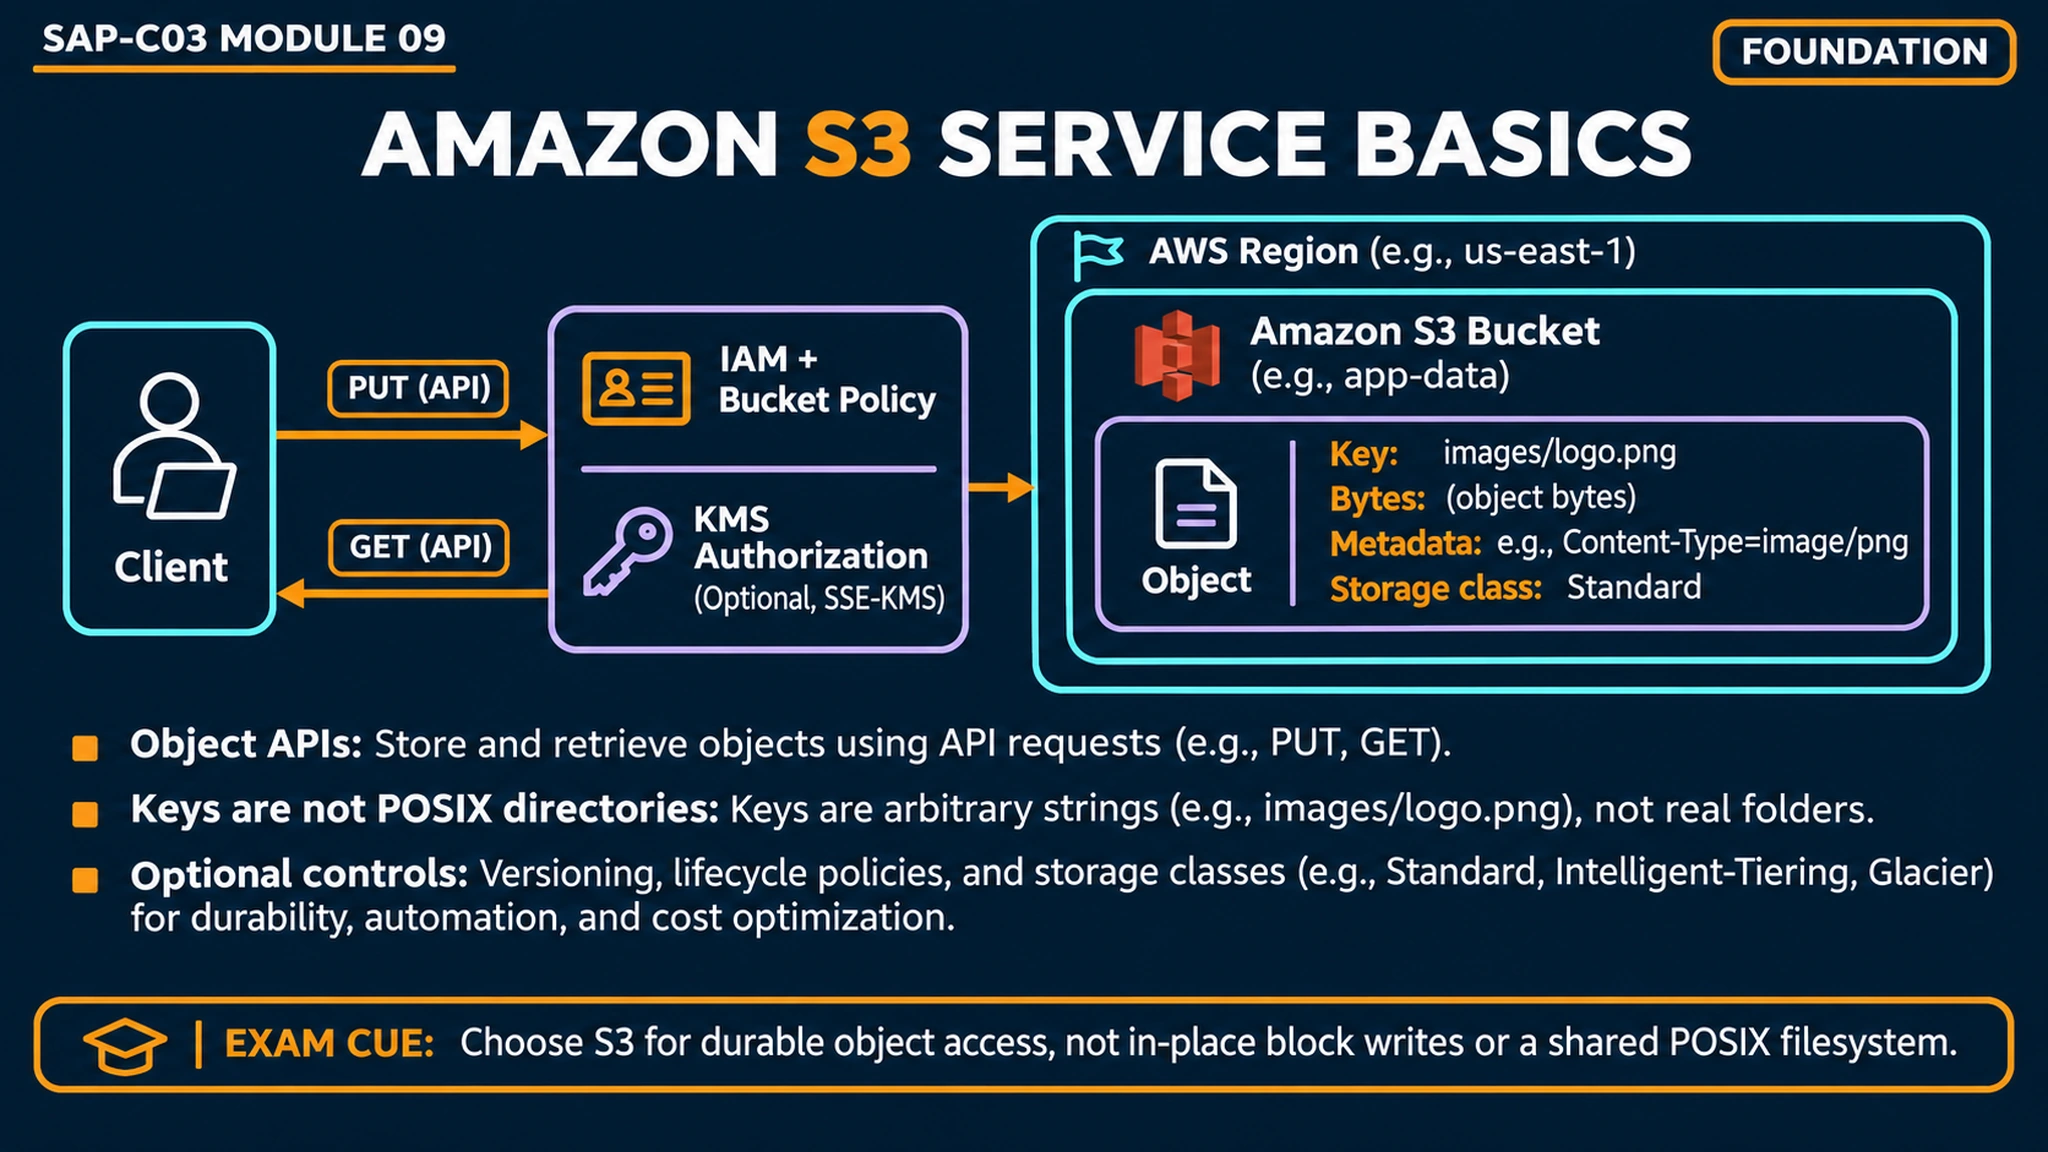 SAP-C03 MODULE 09
FOUNDATION
AMAZON S3 SERVICE BASICS
Client
PUT (API)
GET (API)
IAM +
Bucket Policy
KMS
Authorization
(Optional, SSE-KMS)
AWS Region (e.g., us-east-1)
Amazon S3 Bucket
(e.g., app-data)
Object
Key: images/logo.png
Bytes: (object bytes)
Metadata: e.g., Content-Type=image/png
Storage class: Standard
Object APIs: Store and retrieve objects using API requests (e.g., PUT, GET).
Keys are not POSIX directories: Keys are arbitrary strings (e.g., images/logo.png), not real folders.
Optional controls: Versioning, lifecycle policies, and storage classes (e.g., Standard, Intelligent-Tiering, Glacier)
for durability, automation, and cost optimization.
EXAM CUE: Choose S3 for durable object access, not in-place block writes or a shared POSIX filesystem.